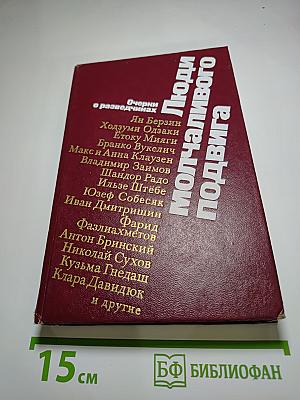 Очерки
о разведчиках
Люди
молчаливого
подвига
Ян Берзин
Ходзуми Одзаки
Ётоку Мияги
Бранко Вукелич
Макс и Анна Клаузен
Владимир Заимов
Шандор Радо
Ильзе Штёбе
Юзеф Собесяк
Иван Дмитришин
Фарид
Фазлиахметов
Антон Бринский
Николай Сухов
Кузьма Гнедаш
Клара Давидюк
и другие
15 см
БФ БИБЛИОФАН